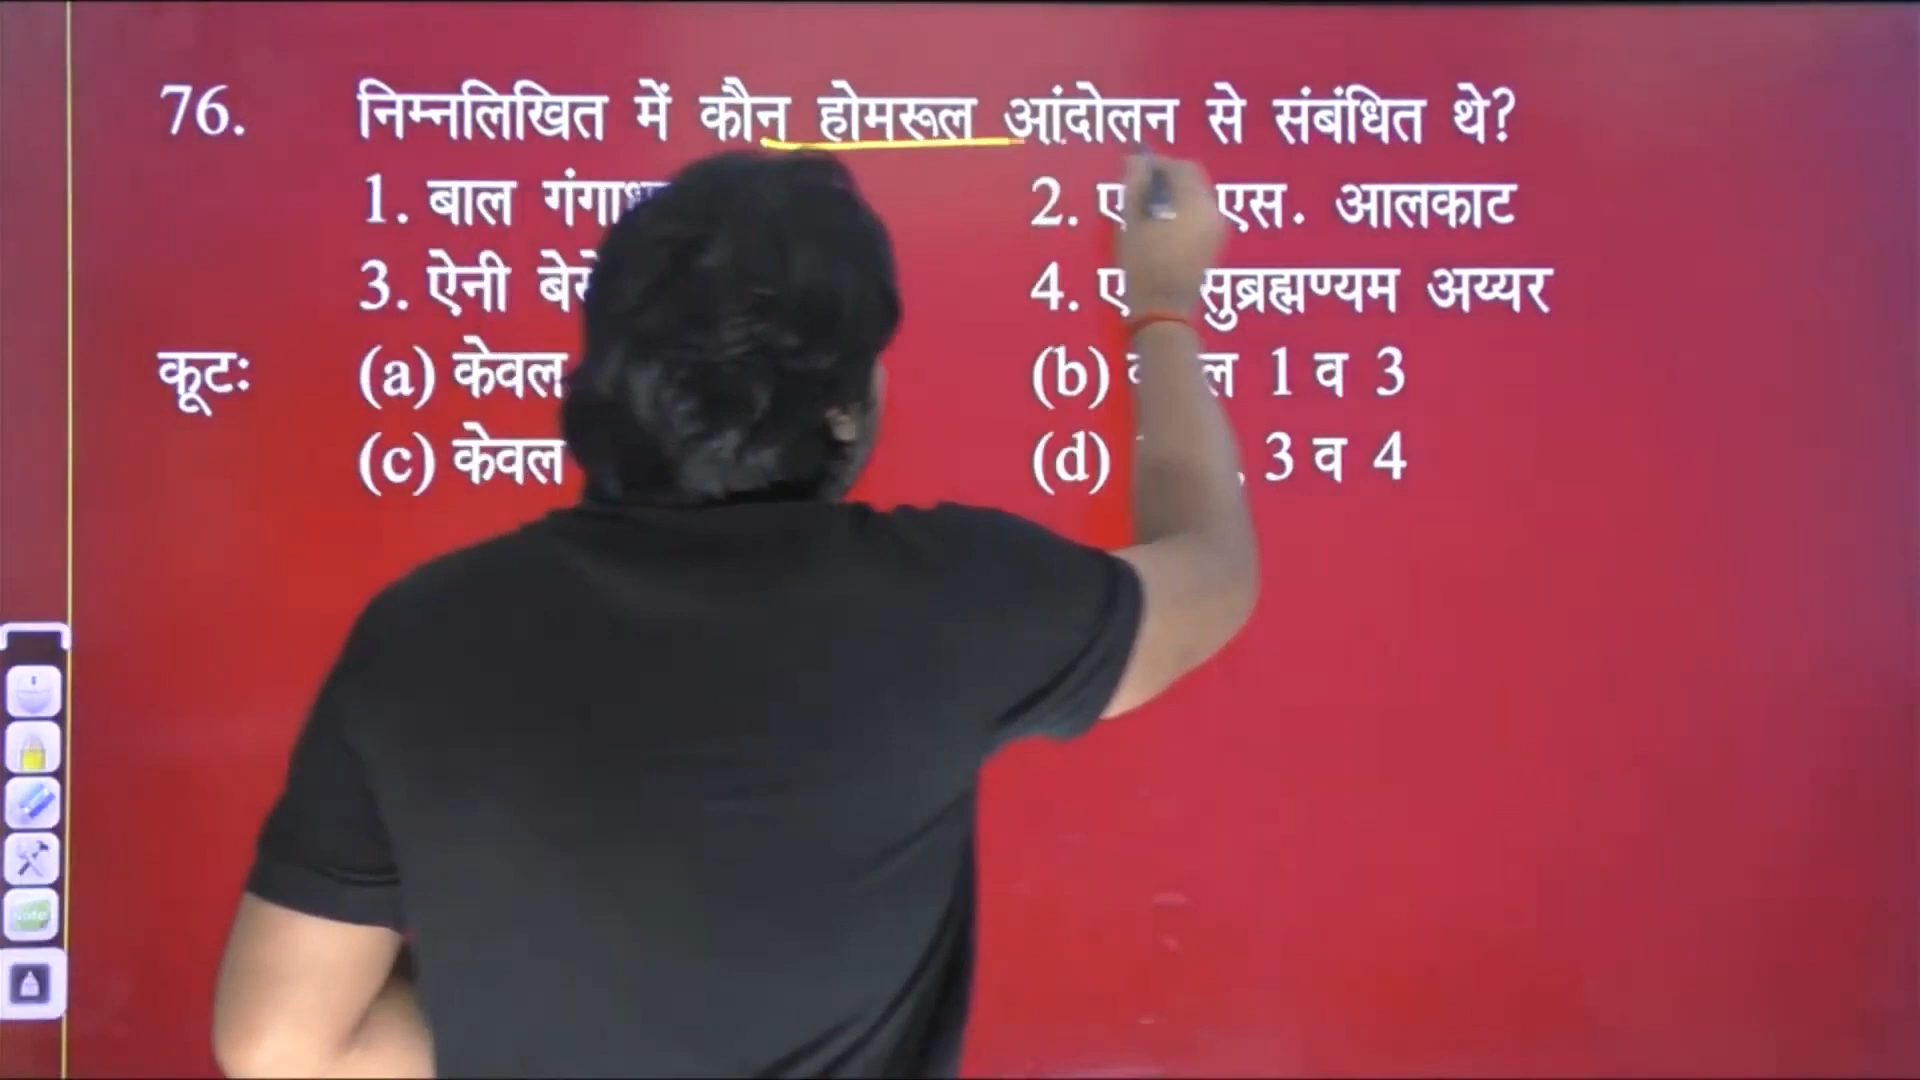 76. निम्नलिखित में कौन होमरूल आंदोलन से संबंधित थे?
1. बाल 2. एस. आलकाट
3. ऐनी 4. सुब्रह्मण्यम अय्यर
कूटः (a) केवल (b) 1 व 3
(c) केवल (d) , 3 व 4
Note